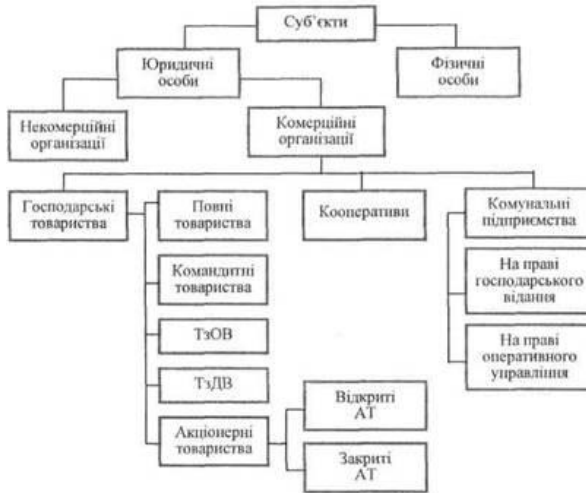 Суб'єкти
Юридичні
особи
Фізичні
особи
Некомерційні
організації
Комерційні
організації
Господарські
товариства
Повні
товариства
Командитні
товариства
ТзОВ
ТзДВ
Акціонерні
товариства
Відкриті
АТ
Закриті
АТ
Кооперативи
Комунальні
підприємства
На праві
господарського
відання
На праві
оперативного
управління